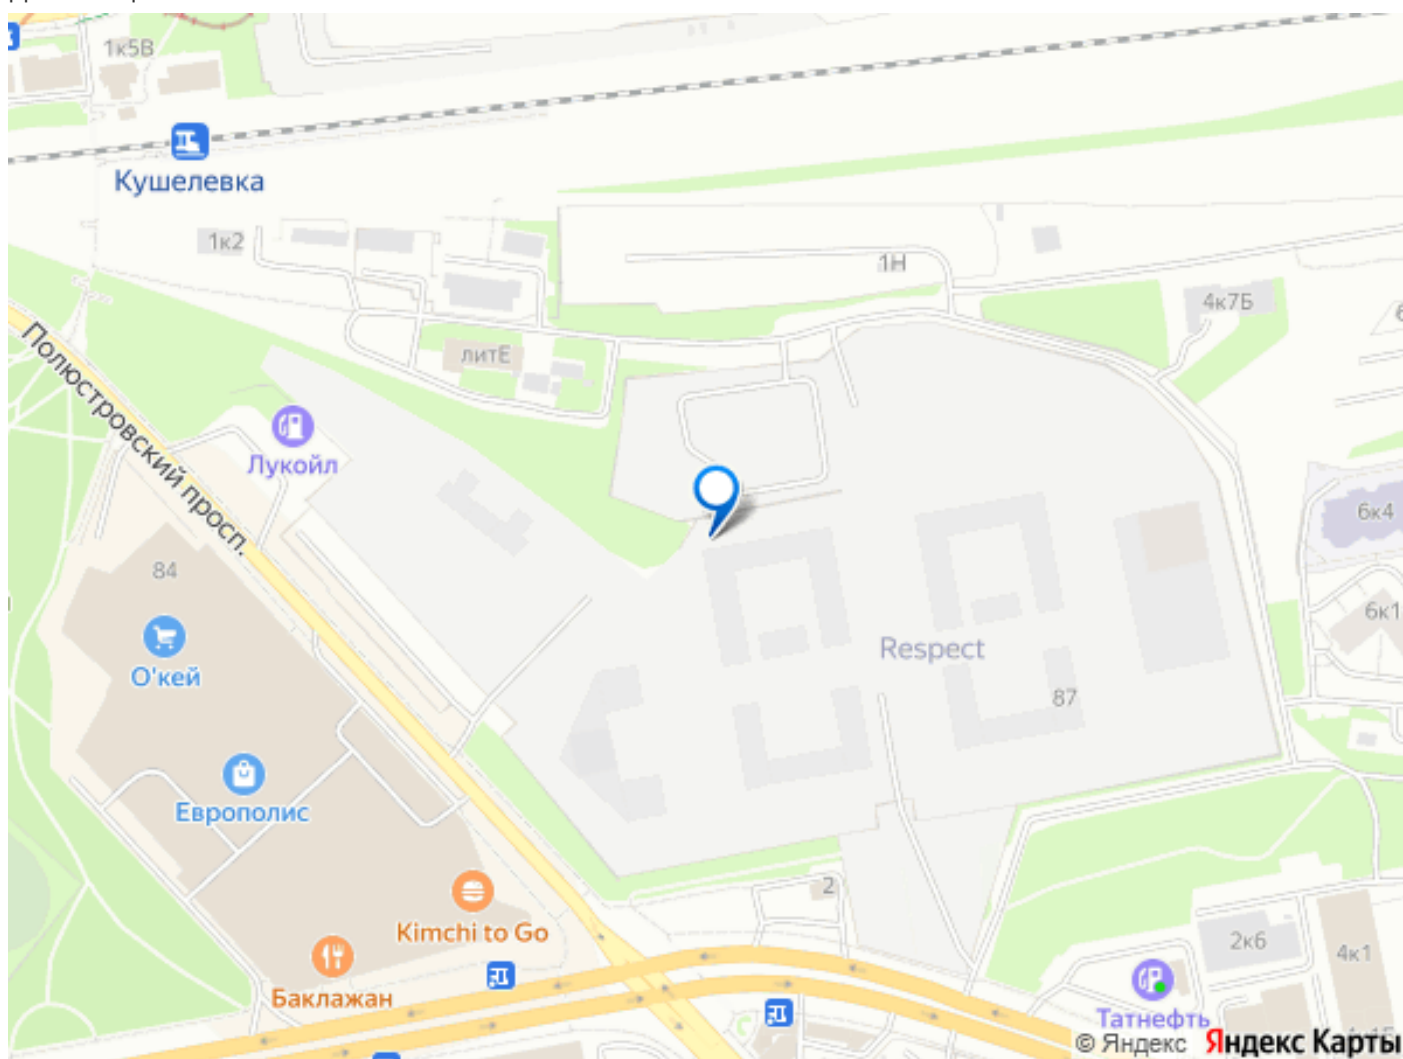 1к5В
Кушелевка
1к2
1Н
4к7Б
литЕ
Полюстровский просп.
Лукойл
6к4
84
6к1
О'кей
Respect
87
Европолис
2
Kimchi to Go
2к6
4к1
Баклажан
Татнефть
© Яндекс Яндекс Карты